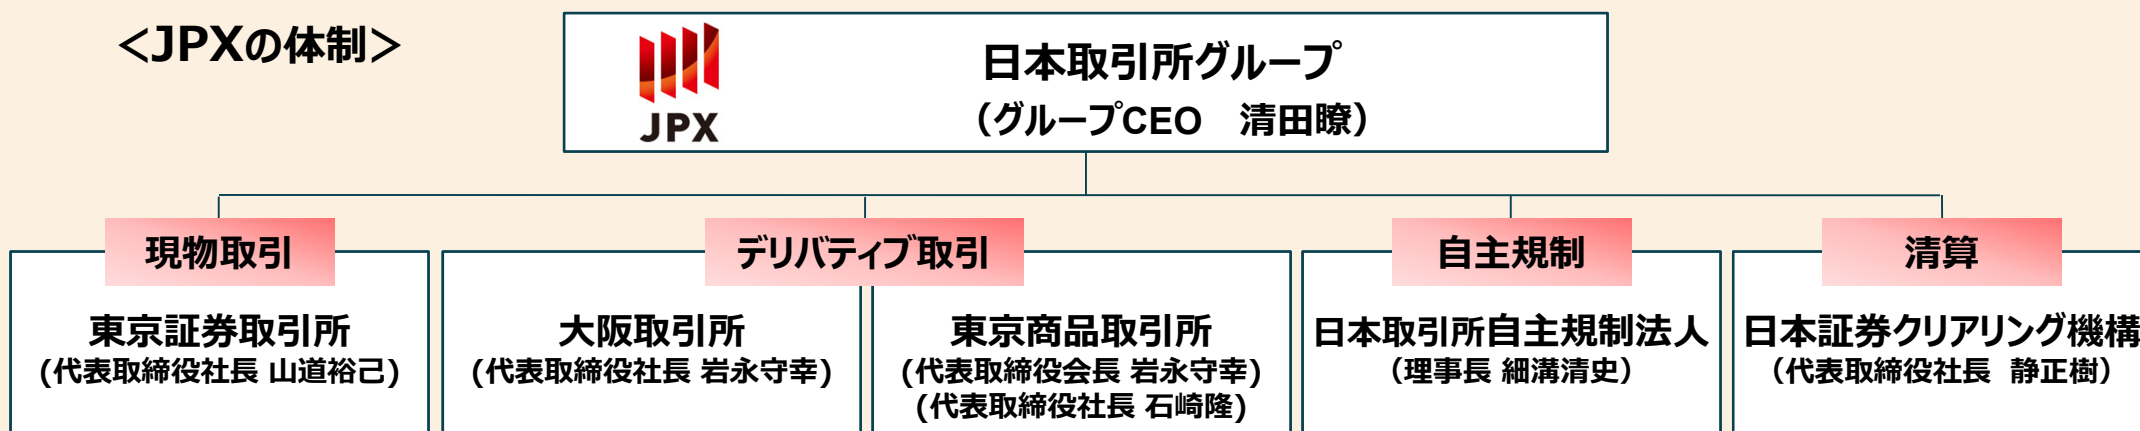 ＜JPXの体制＞
JPX
日本取引所グループ
（グループCEO　清田瞭）
現物取引
デリバティブ取引
自主規制
清算
東京証券取引所
(代表取締役社長 山道裕己)
大阪取引所
(代表取締役社長 岩永守幸)
東京商品取引所
(代表取締役会長 岩永守幸)
(代表取締役社長 石崎隆)
日本取引所自主規制法人
（理事長 細溝清史）
日本証券クリアリング機構
（代表取締役社長 静正樹）